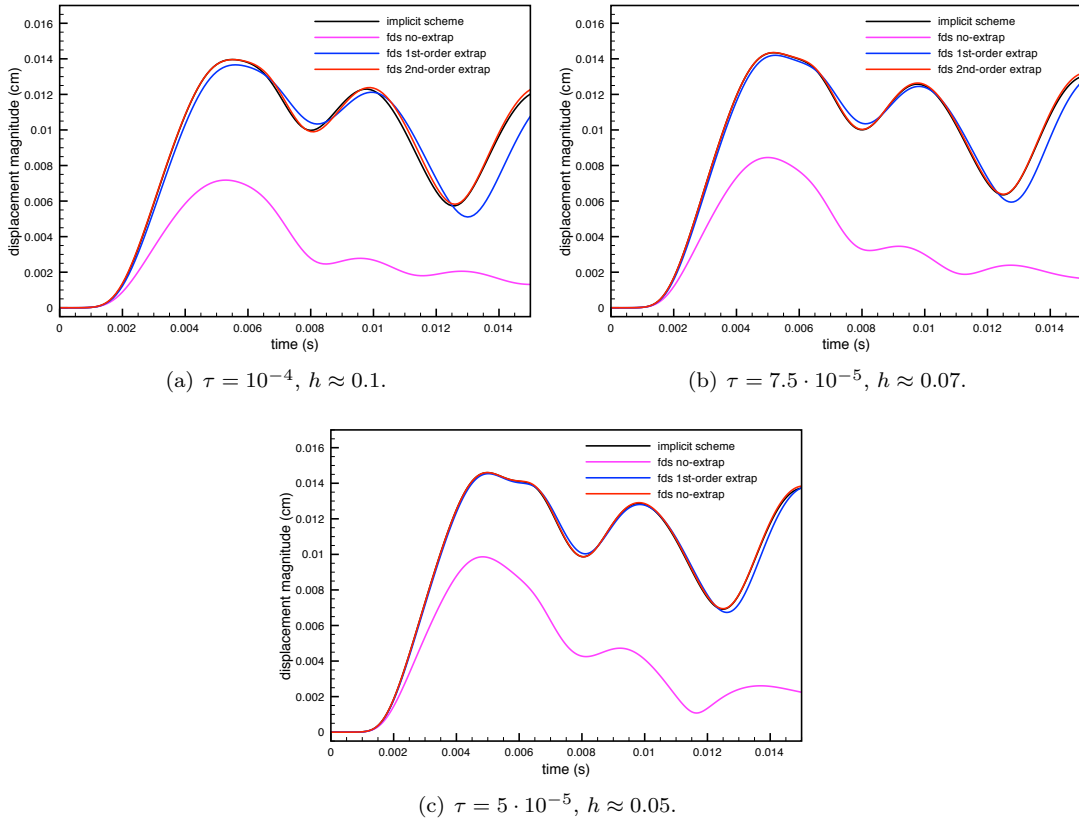 implicit scheme
fds no-extrap
fds 1st-order extrap
fds 2nd-order extrap
displacement magnitude (cm)
0.016
0.014
0.012
0.01
0.008
0.006
0.004
0.002
0
0 0.002 0.004 0.006 0.008 0.01 0.012 0.014
time (s)
(a) τ = 10⁻⁴, h ≈ 0.1.
implicit scheme
fds no-extrap
fds 1st-order extrap
fds 2nd-order extrap
displacement magnitude (cm)
0.016
0.014
0.012
0.01
0.008
0.006
0.004
0.002
0
0 0.002 0.004 0.006 0.008 0.01 0.012 0.014
time (s)
(b) τ = 7.5 · 10⁻⁵, h ≈ 0.07.
implicit scheme
fds no-extrap
fds 1st-order extrap
fds no-extrap
displacement magnitude (cm)
0.016
0.014
0.012
0.01
0.008
0.006
0.004
0.002
0
0 0.002 0.004 0.006 0.008 0.01 0.012 0.014
time (s)
(c) τ = 5 · 10⁻⁵, h ≈ 0.05.